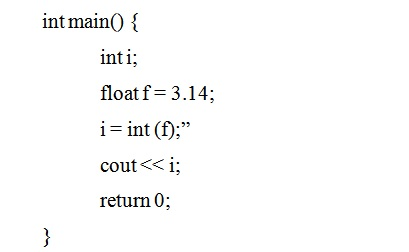 int main() {
int i;
float f = 3.14;
i = int (f);”
cout << i;
return 0;
}